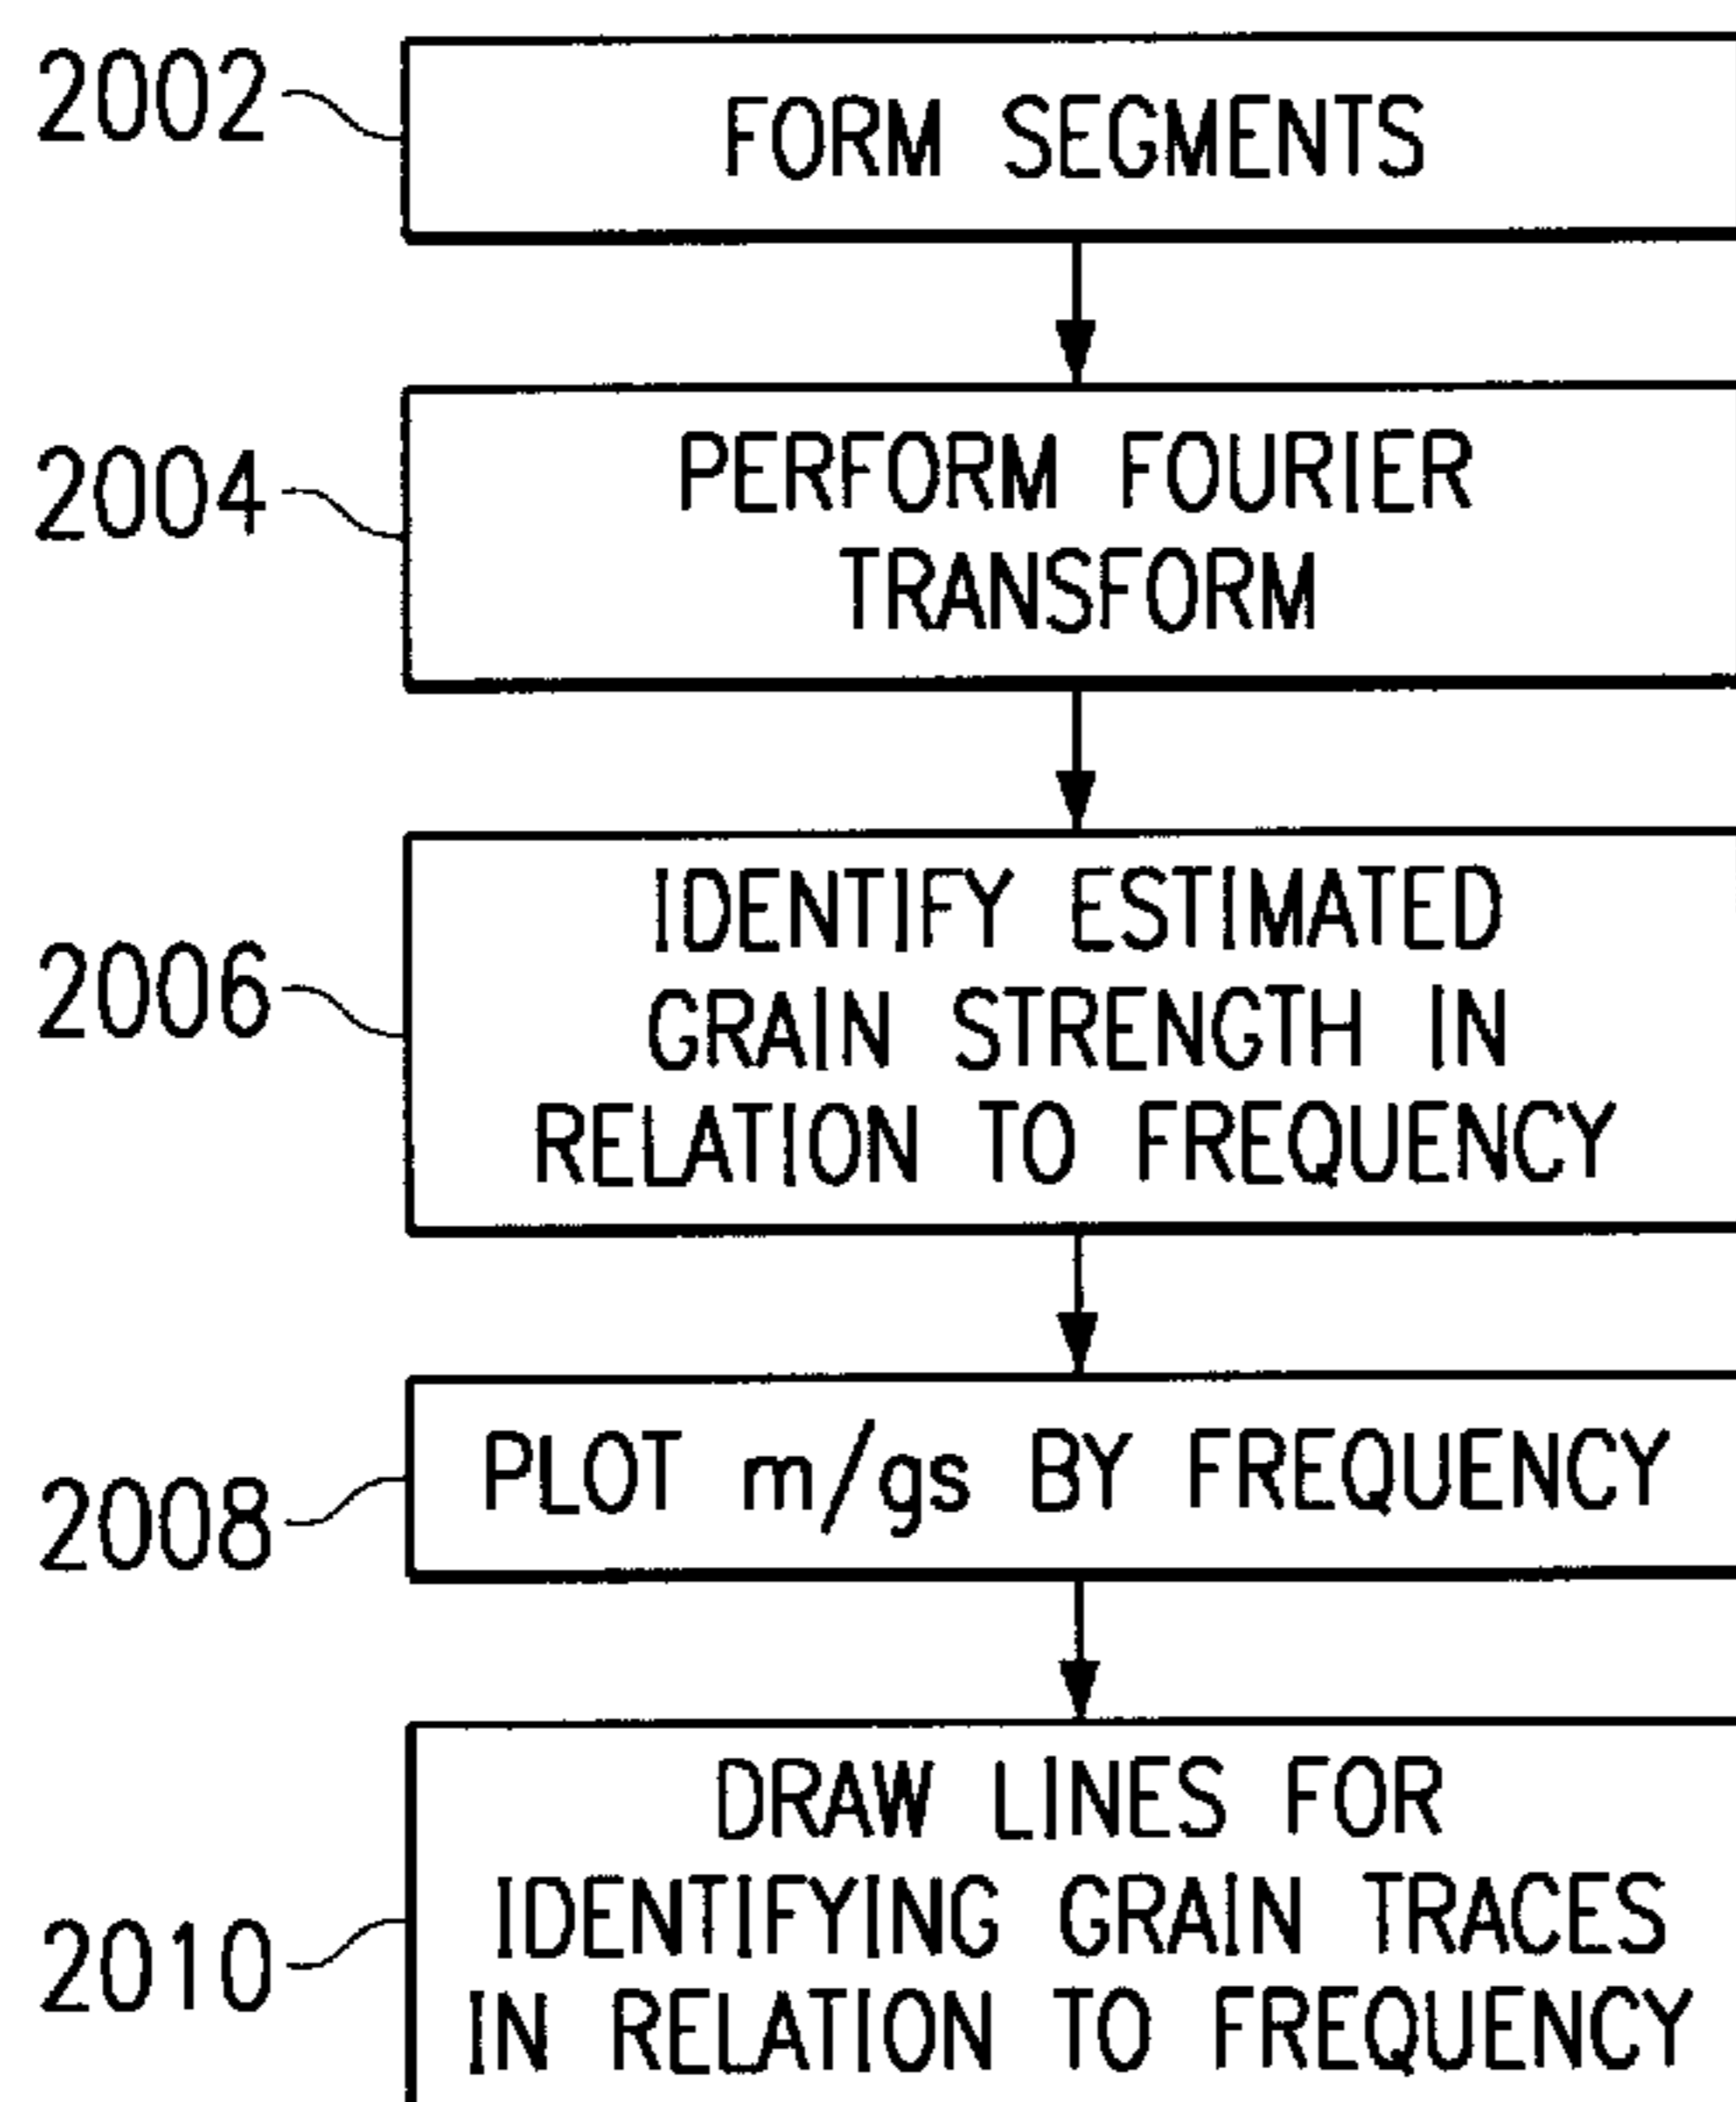 2002
FORM SEGMENTS
2004
PERFORM FOURIER
TRANSFORM
2006
IDENTIFY ESTIMATED
GRAIN STRENGTH IN
RELATION TO FREQUENCY
2008
PLOT m/gs BY FREQUENCY
2010
DRAW LINES FOR
IDENTIFYING GRAIN TRACES
IN RELATION TO FREQUENCY